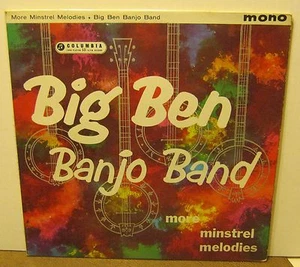 More Minstrel Melodies • Big Ben Banjo Band
mono
COLUMBIA
Big Ben
Banjo Band
more
minstrel
melodies